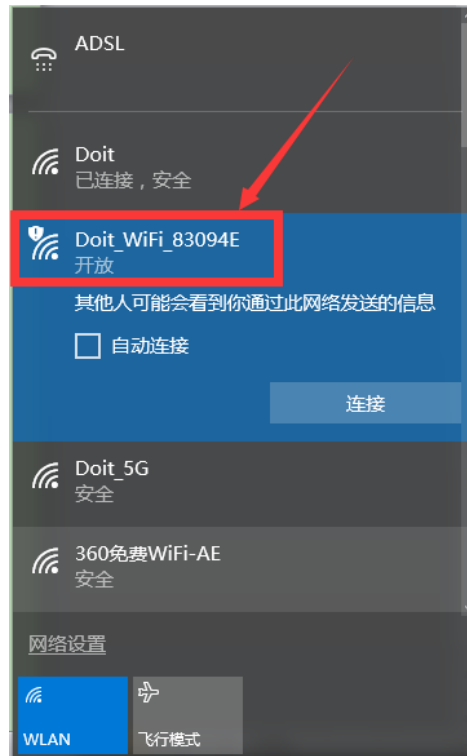 ADSL
Doit
已连接，安全
Doit_WiFi_83094E
开放
其他人可能会看到你通过此网络发送的信息
自动连接
连接
Doit_5G
安全
360免费WiFi-AE
安全
网络设置
WLAN
飞行模式